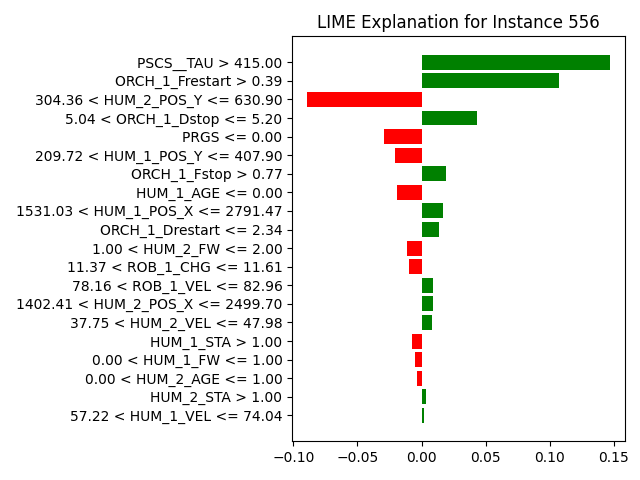 LIME Explanation for Instance 556
PSCS__TAU > 415.00
ORCH_1_Frestart > 0.39
304.36 < HUM_2_POS_Y <= 630.90
5.04 < ORCH_1_Dstop <= 5.20
PRGS <= 0.00
209.72 < HUM_1_POS_Y <= 407.90
ORCH_1_Fstop > 0.77
HUM_1_AGE <= 0.00
1531.03 < HUM_1_POS_X <= 2791.47
ORCH_1_Drestart <= 2.34
1.00 < HUM_2_FW <= 2.00
11.37 < ROB_1_CHG <= 11.61
78.16 < ROB_1_VEL <= 82.96
1402.41 < HUM_2_POS_X <= 2499.70
37.75 < HUM_2_VEL <= 47.98
HUM_1_STA > 1.00
0.00 < HUM_1_FW <= 1.00
0.00 < HUM_2_AGE <= 1.00
HUM_2_STA > 1.00
57.22 < HUM_1_VEL <= 74.04
−0.10 −0.05 0.00 0.05 0.10 0.15